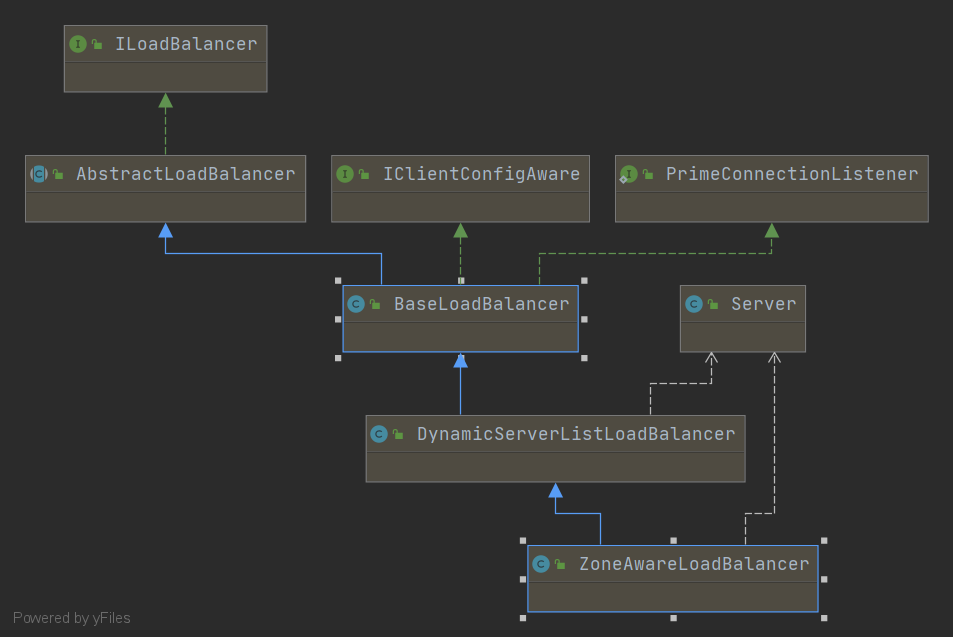 ILoadBalancer
AbstractLoadBalancer
IClientConfigAware
PrimeConnectionListener
BaseLoadBalancer
Server
DynamicServerListLoadBalancer
ZoneAwareLoadBalancer
Powered by yFiles